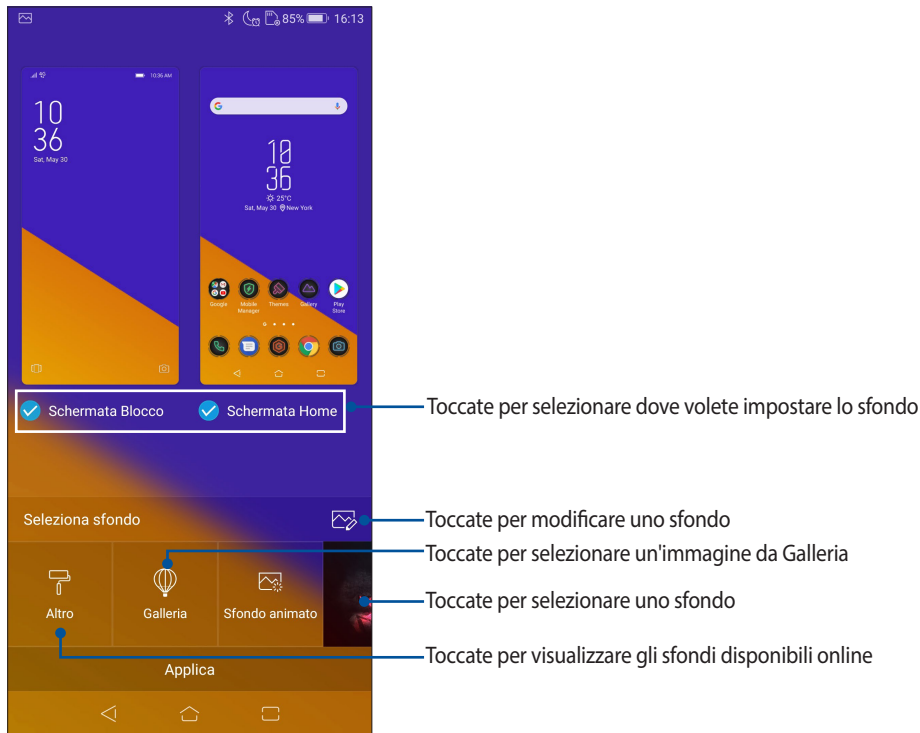 85% 16:13
10:36 AM
10
36
Sat, May 30
G
10
36
25°C
Sat, May 30 New York
Google Mobile Manager Themes Gallery Play Store
Schermata Blocco Schermata Home
Toccate per selezionare dove volete impostare lo sfondo
Seleziona sfondo
Toccate per modificare uno sfondo
Toccate per selezionare un'immagine da Galleria
Altro Galleria Sfondo animato
Toccate per selezionare uno sfondo
Toccate per visualizzare gli sfondi disponibili online
Applica